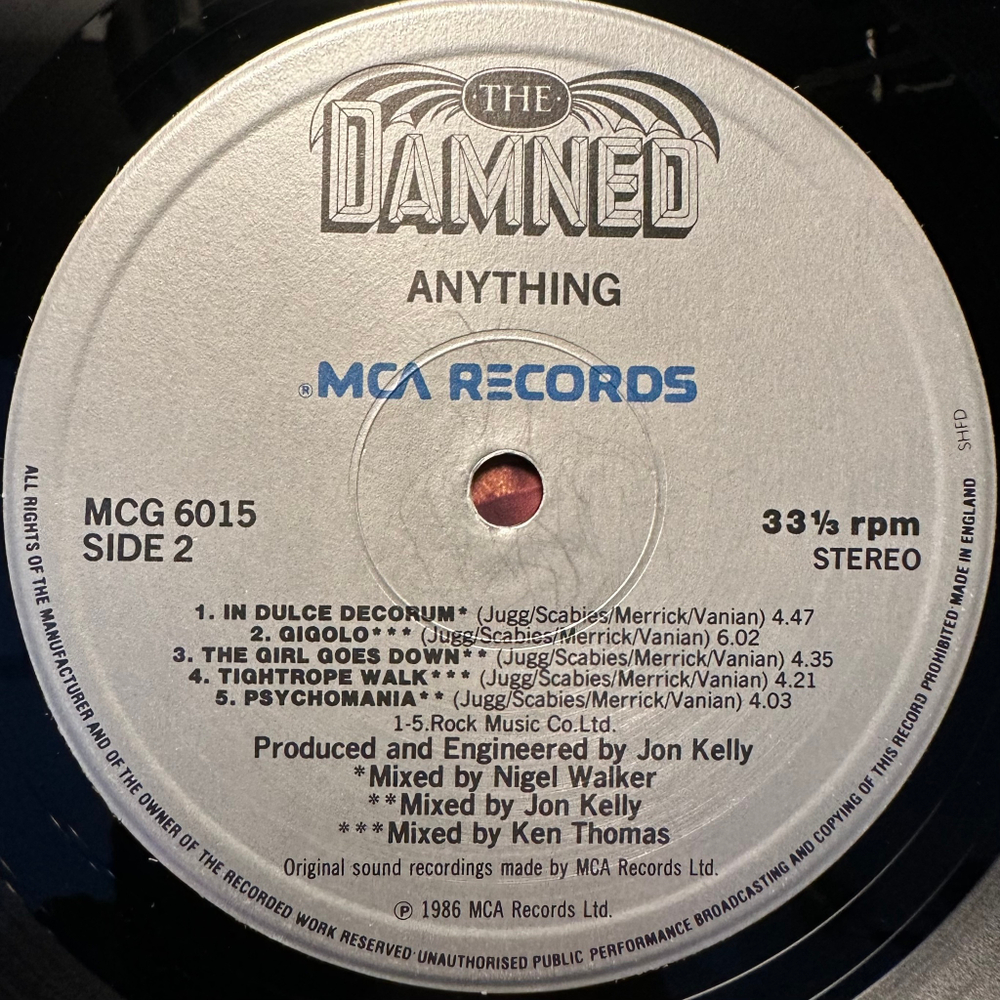 THE
DAMNED
ANYTHING
® MCA RECORDS
MCG 6015
SIDE 2
33⅓ rpm
STEREO
1. IN DULCE DECORUM* (Jugg/Scabies/Merrick/Vanian) 4.47
2. GIGOLO*** (Jugg/Scabies/Merrick/Vanian) 6.02
3. THE GIRL GOES DOWN** (Jugg/Scabies/Merrick/Vanian) 4.35
4. TIGHTROPE WALK*** (Jugg/Scabies/Merrick/Vanian) 4.21
5. PSYCHOMANIA** (Jugg/Scabies/Merrick/Vanian) 4.03
1-5.Rock Music Co.Ltd.
Produced and Engineered by Jon Kelly
*Mixed by Nigel Walker
**Mixed by Jon Kelly
***Mixed by Ken Thomas
Original sound recordings made by MCA Records Ltd.
℗ 1986 MCA Records Ltd.
ALL RIGHTS OF THE MANUFACTURER AND OF THE OWNER OF THE RECORDED WORK RESERVED·UNAUTHORISED PUBLIC PERFORMANCE BROADCASTING AND COPYING OF THIS RECORD PROHIBITED·MADE IN ENGLAND
SHFD